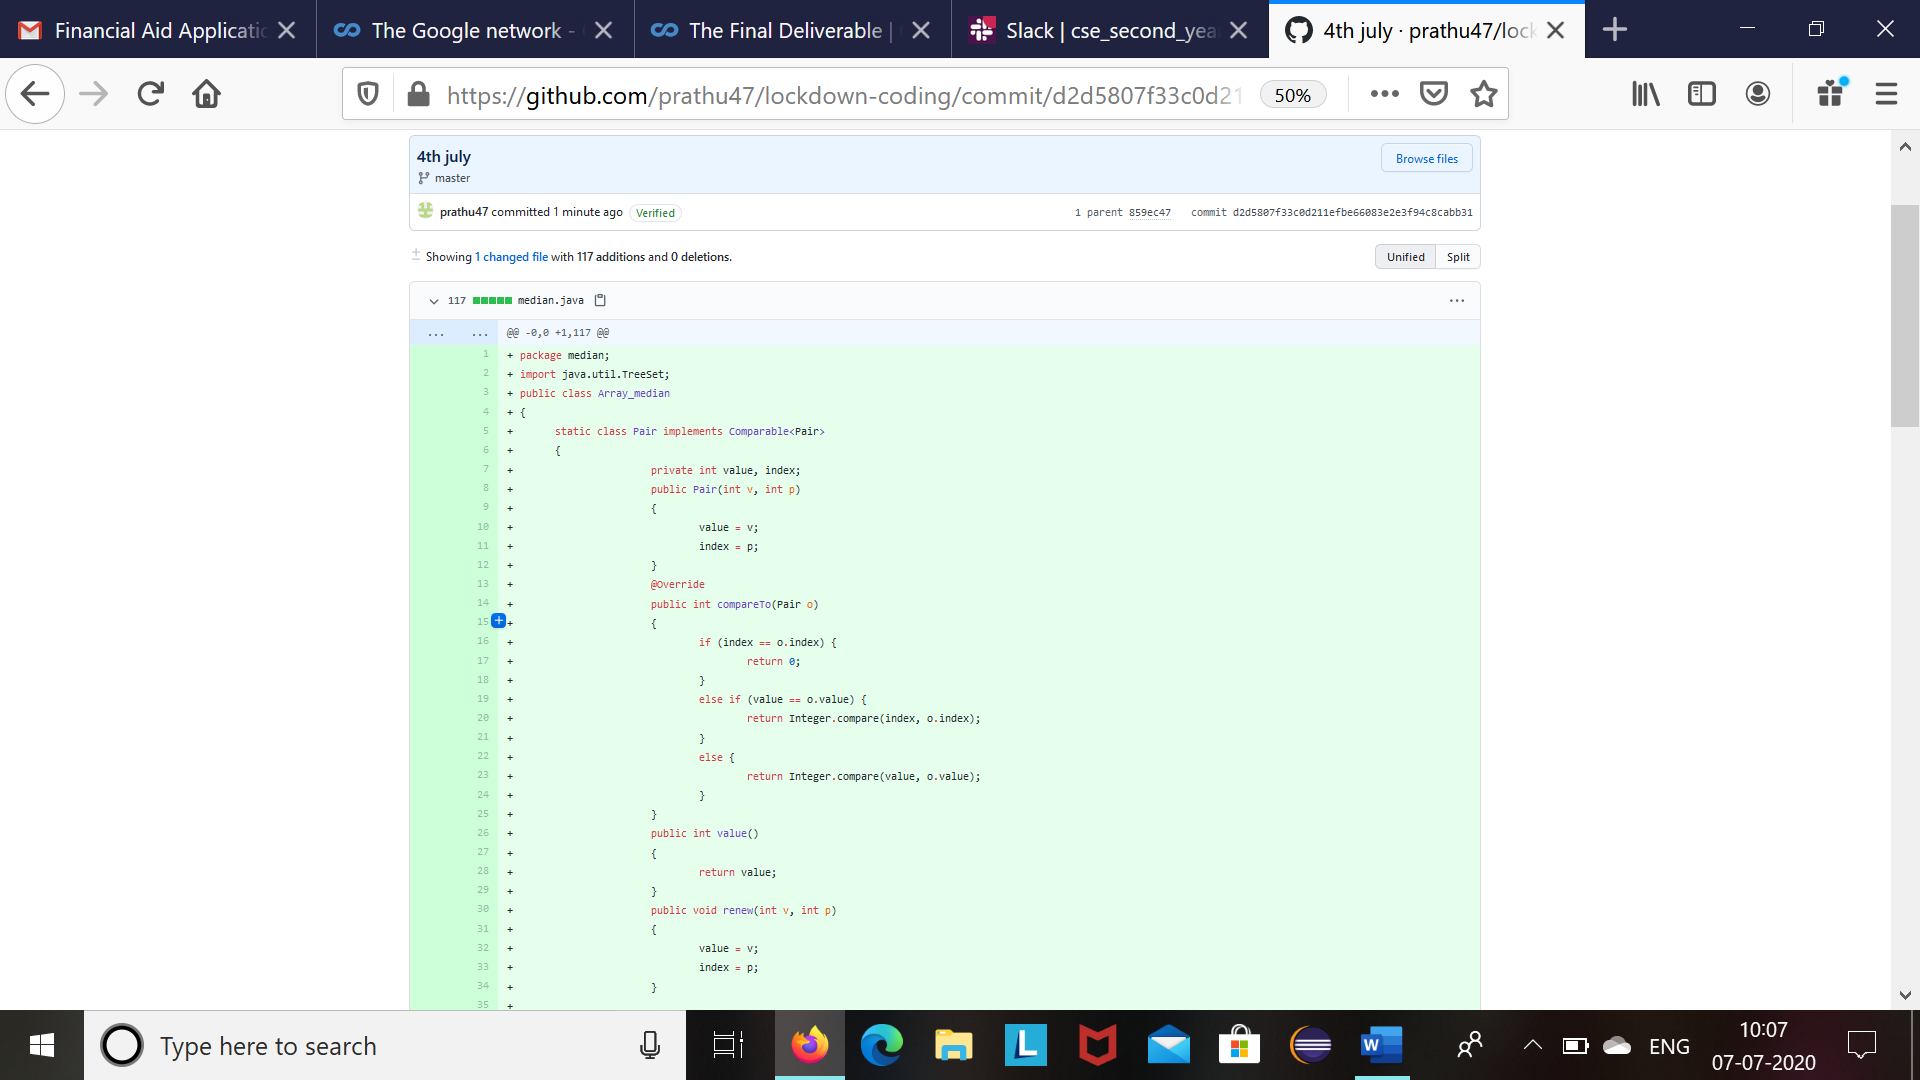 Financial Aid Applicatio
The Google network -
The Final Deliverable |
Slack | cse_second_yea
4th july · prathu47/lock
https://github.com/prathu47/lockdown-coding/commit/d2d5807f33c0d21
50%
4th july
Browse files
master
prathu47 committed 1 minute ago Verified
1 parent 859ec47 commit d2d5807f33c0d211efbe66083e2e3f94c8cabb31
Showing 1 changed file with 117 additions and 0 deletions.
Unified Split
117 median.java
... ... @@ -0,0 +1,117 @@
1 + package median;
2 + import java.util.TreeSet;
3 + public class Array_median
4 + {
5 + static class Pair implements Comparable<Pair>
6 + {
7 + private int value, index;
8 + public Pair(int v, int p)
9 + {
10 + value = v;
11 + index = p;
12 + }
13 + @Override
14 + public int compareTo(Pair o)
15 + {
16 + if (index == o.index) {
17 + return 0;
18 + }
19 + else if (value == o.value) {
20 + return Integer.compare(index, o.index);
21 + }
22 + else {
23 + return Integer.compare(value, o.value);
24 + }
25 + }
26 + public int value()
27 + {
28 + return value;
29 + }
30 + public void renew(int v, int p)
31 + {
32 + value = v;
33 + index = p;
34 + }
35 +
Type here to search
L
W
ENG
10:07
07-07-2020